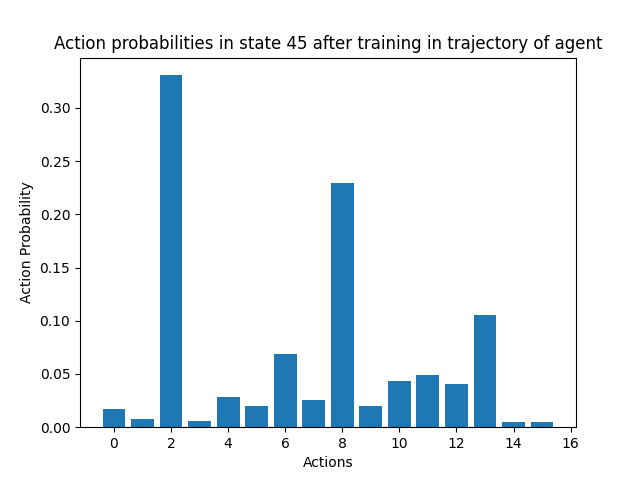 Action probabilities in state 45 after training in trajectory of agent
0.30
0.25
0.20
0.15
0.10
0.05
0.00
Action Probability
0 2 4 6 8 10 12 14 16
Actions